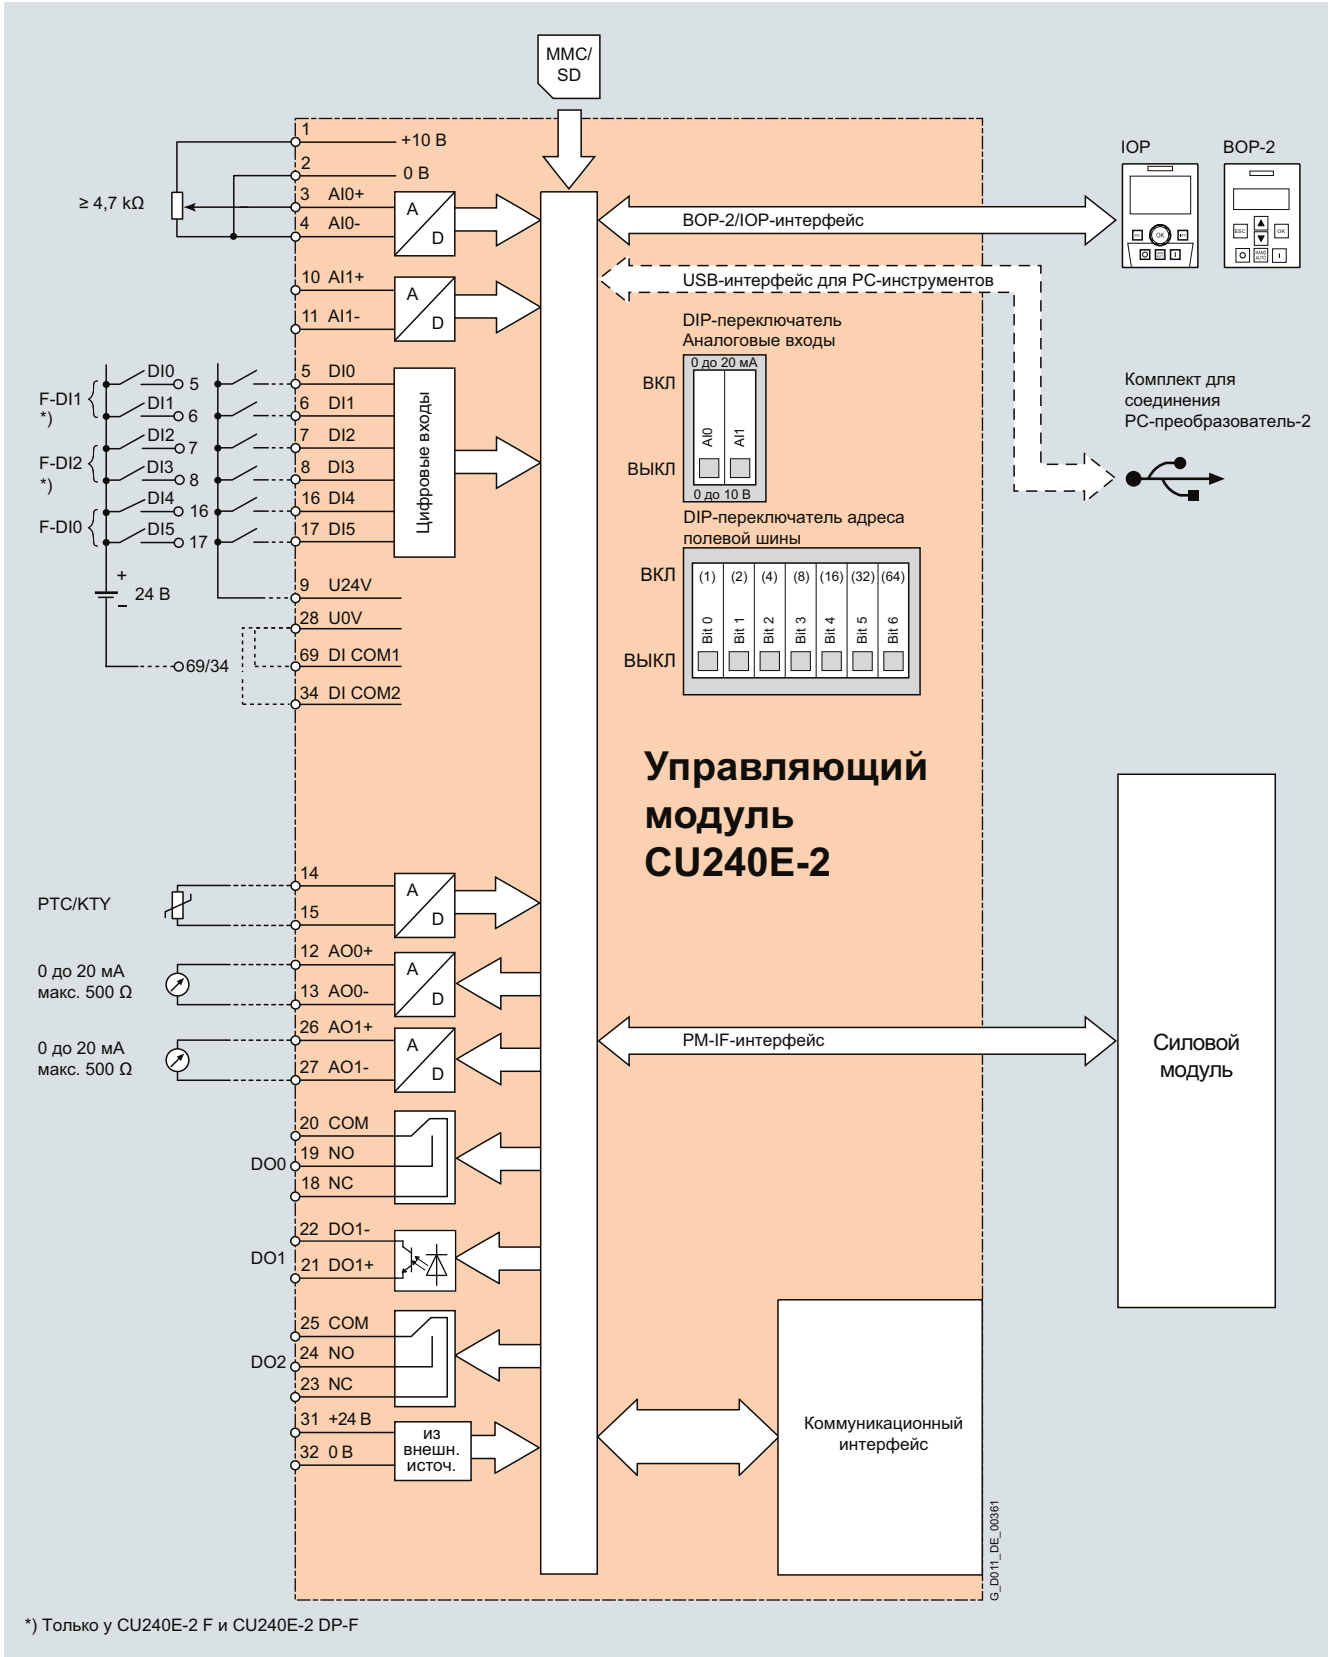 MMC/
SD
1
+10 В
2
0 В
≥ 4,7 kΩ
3 AI0+
4 AI0-
A
D
10 AI1+
11 AI1-
A
D
IOP
BOP-2
OK
ESC
OK
HAND
AUTO
BOP-2/IOP-интерфейс
USB-интерфейс для PC-инструментов
DIP-переключатель
Аналоговые входы
0 до 20 мА
ВКЛ
AI0
AI1
ВЫКЛ
0 до 10 В
Комплект для
соединения
PC-преобразователь-2
DIP-переключатель адреса
полевой шины
ВКЛ
(1) (2) (4) (8) (16) (32) (64)
Bit 0 Bit 1 Bit 2 Bit 3 Bit 4 Bit 5 Bit 6
ВЫКЛ
F-DI1
*)
F-DI2
*)
F-DI0
DI0 5
DI1 6
DI2 7
DI3 8
DI4 16
DI5 17
+
–
24 В
69/34
5 DI0
6 DI1
7 DI2
8 DI3
16 DI4
17 DI5
Цифровые входы
9 U24V
28 U0V
69 DI COM1
34 DI COM2
Управляющий
модуль
CU240E-2
PTC/KTY
14
15
A
D
0 до 20 мА
макс. 500 Ω
12 AO0+
13 AO0-
A
D
0 до 20 мА
макс. 500 Ω
26 AO1+
27 AO1-
A
D
PM-IF-интерфейс
Силовой
модуль
DO0
20 COM
19 NO
18 NC
DO1
22 DO1-
21 DO1+
DO2
25 COM
24 NO
23 NC
31 +24 В
32 0 В
из
внешн.
источ.
Коммуникационный
интерфейс
G_D011_DE_00361
*) Только у CU240E-2 F и CU240E-2 DP-F